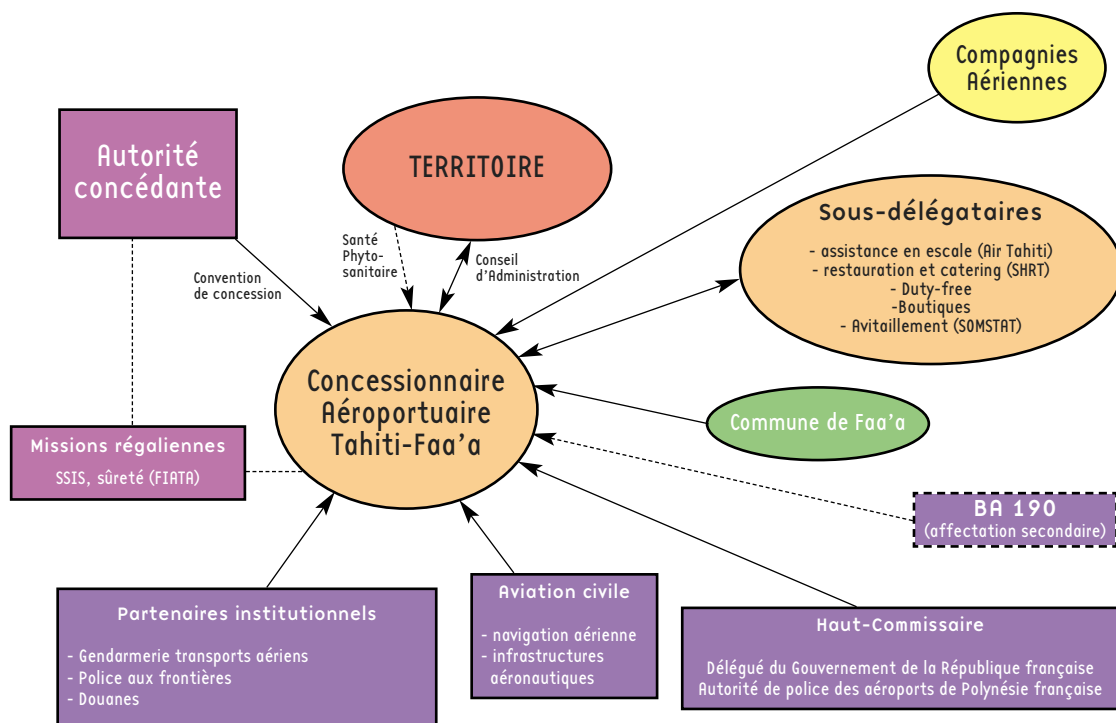 Compagnies
Aériennes
Autorité
concédante
TERRITOIRE
Sous-délégataires
- assistance en escale (Air Tahiti)
- restauration et catering (SHRT)
- Duty-free
-Boutiques
- Avitaillement (SOMSTAT)
Santé
Phyto-
sanitaire
Conseil
d'Administration
Convention
de concession
Concessionnaire
Aéroportuaire
Tahiti-Faa'a
Commune de Faa'a
Missions régaliennes
SSIS, sûreté (FIATA)
BA 190
(affectation secondaire)
Partenaires institutionnels
- Gendarmerie transports aériens
- Police aux frontières
- Douanes
Aviation civile
- navigation aérienne
- infrastructures
aéronautiques
Haut-Commissaire
Délégué du Gouvernement de la République française
Autorité de police des aéroports de Polynésie française